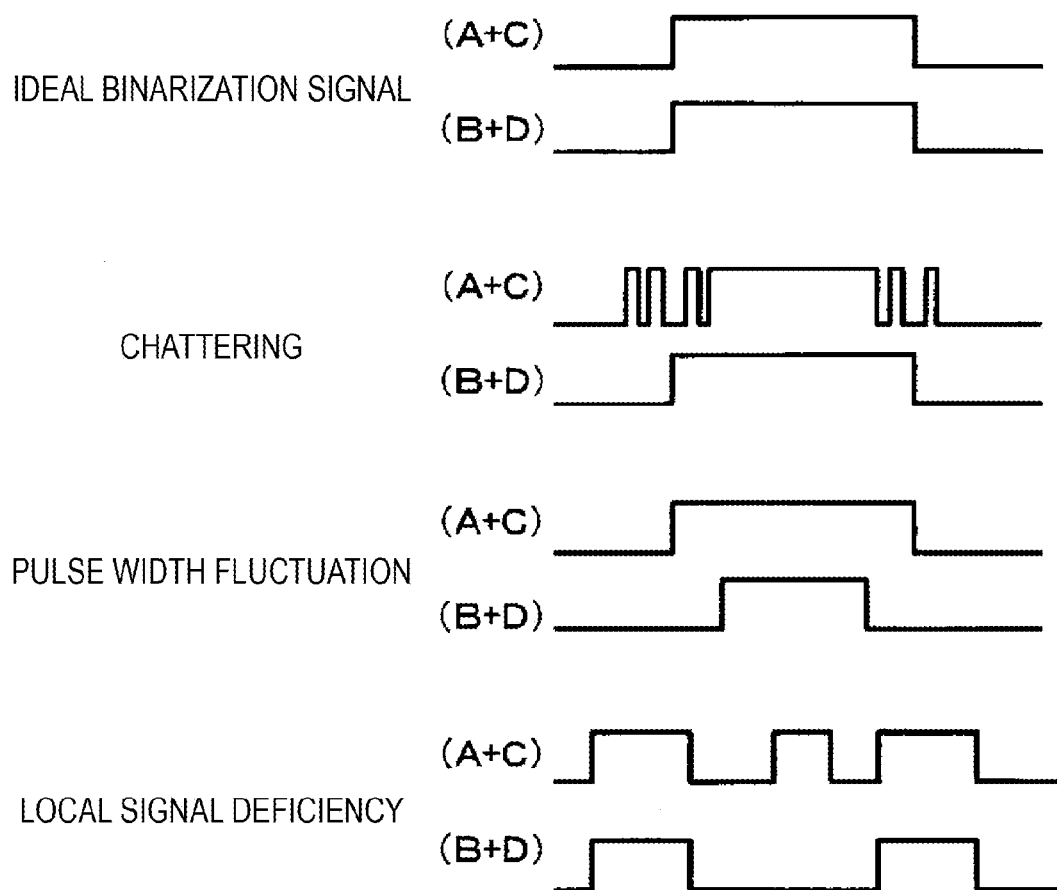 (A+C)
IDEAL BINARIZATION SIGNAL
(B+D)
(A+C)
CHATTERING
(B+D)
(A+C)
PULSE WIDTH FLUCTUATION
(B+D)
(A+C)
LOCAL SIGNAL DEFICIENCY
(B+D)